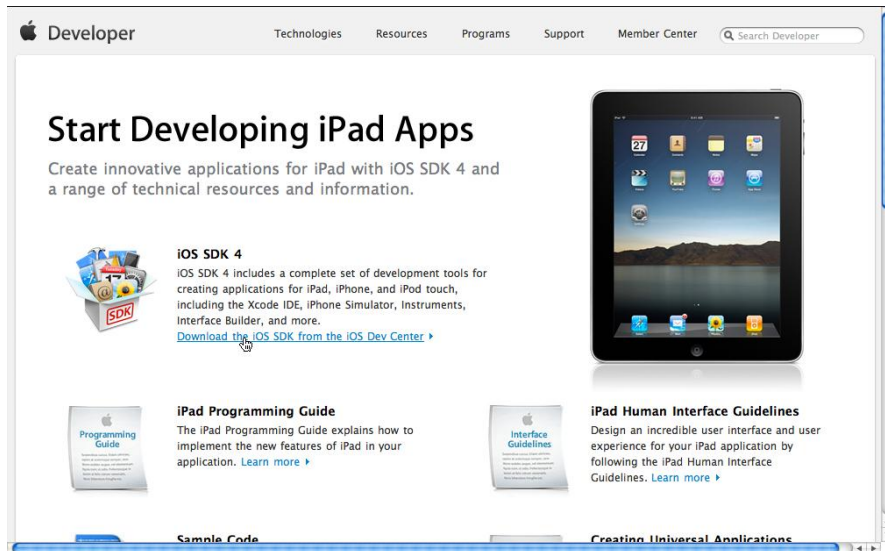 Developer
Technologies
Resources
Programs
Support
Member Center
Search Developer
Start Developing iPad Apps
Create innovative applications for iPad with iOS SDK 4 and
a range of technical resources and information.
iOS SDK 4
iOS SDK 4 includes a complete set of development tools for
creating applications for iPad, iPhone, and iPod touch,
including the Xcode IDE, iPhone Simulator, Instruments,
Interface Builder, and more.
Download the iOS SDK from the iOS Dev Center
SDK
iPad Programming Guide
The iPad Programming Guide explains how to
implement the new features of iPad in your
application. Learn more
Programming
Guide
iPad Human Interface Guidelines
Design an incredible user interface and user
experience for your iPad application by
following the iPad Human Interface
Guidelines. Learn more
Interface
Guidelines
Sample Code
Creating Universal Applications